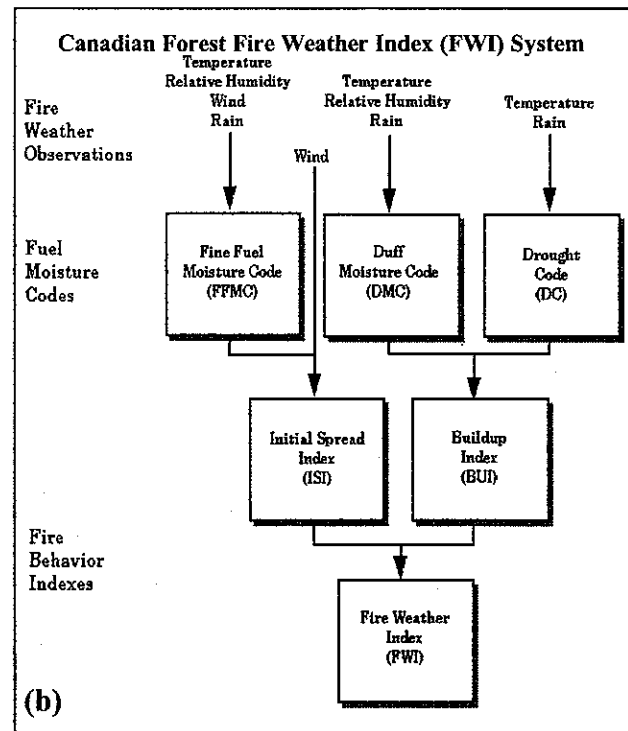 Canadian Forest Fire Weather Index (FWI) System
Temperature
Relative Humidity
Wind
Rain
Temperature
Relative Humidity
Rain
Temperature
Rain
Fire
Weather
Observations
Wind
Fuel
Moisture
Codes
Fine Fuel
Moisture Code
(FFMC)
Duff
Moisture Code
(DMC)
Drought
Code
(DC)
Initial Spread
Index
(ISI)
Buildup
Index
(BUI)
Fire
Behavior
Indexes
Fire Weather
Index
(FWI)
(b)